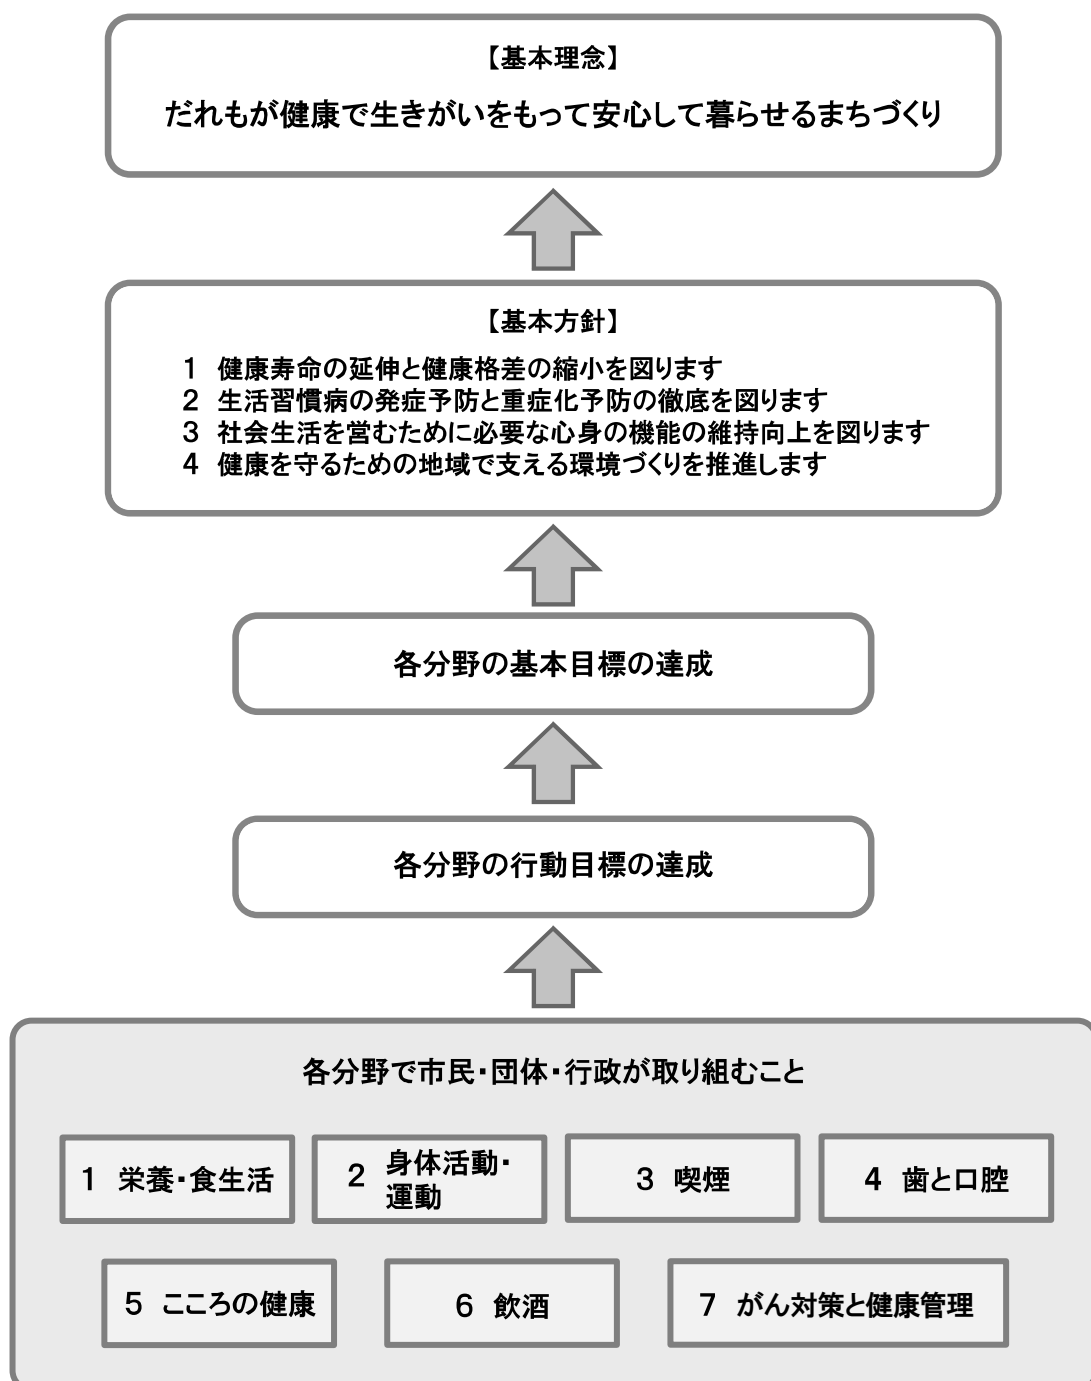 【基本理念】
だれもが健康で生きがいをもって安心して暮らせるまちづくり
【基本方針】
1 健康寿命の延伸と健康格差の縮小を図ります
2 生活習慣病の発症予防と重症化予防の徹底を図ります
3 社会生活を営むために必要な心身の機能の維持向上を図ります
4 健康を守るための地域で支える環境づくりを推進します
各分野の基本目標の達成
各分野の行動目標の達成
各分野で市民・団体・行政が取り組むこと
1 栄養・食生活
2 身体活動・
運動
3 喫煙
4 歯と口腔
5 こころの健康
6 飲酒
7 がん対策と健康管理